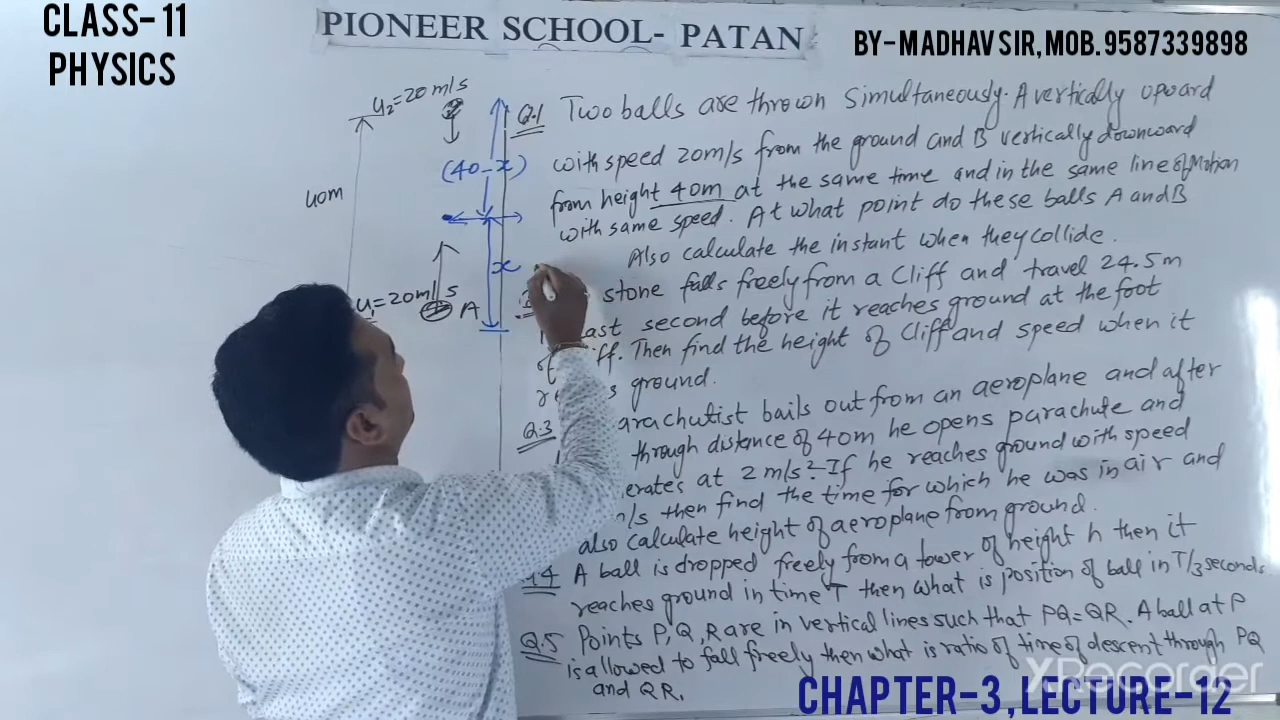 CLASS-11
PHYSICS
PIONEER SCHOOL- PATAN
BY-MADHAV SIR, MOB. 9587339898
u₂=20m/s
40m
(40-x)
x
u₁=20m/s
A
Q.1 Two balls are thrown simultaneously. A vertically upward
with speed 20m/s from the ground and B vertically downward
from height 40m at the same time and in the same line of Motion
with same speed. At what point do these balls A and B
Also calculate the instant when they collide.
stone falls freely from a Cliff and travel 24.5m
last second before it reaches ground at the foot
of iff. Then find the height of Cliff and speed when it
s ground.
Q.3 arachutist bails out from an aeroplane and after
through distance of 40m he opens parachute and
erates at 2 m/s². If he reaches ground with speed
m/s then find the time for which he was in air and
also calculate height of aeroplane from ground.
Q.4 A ball is dropped freely from a tower of height h then it
reaches ground in time T then what is position of ball in T/3 seconds
Q.5 Points P, Q, R are in vertical lines such that PQ=QR. A ball at P
is allowed to fall freely then what is ratio of time of descent through PQ
and QR.
XRecorder
CHAPTER-3, LECTURE-12